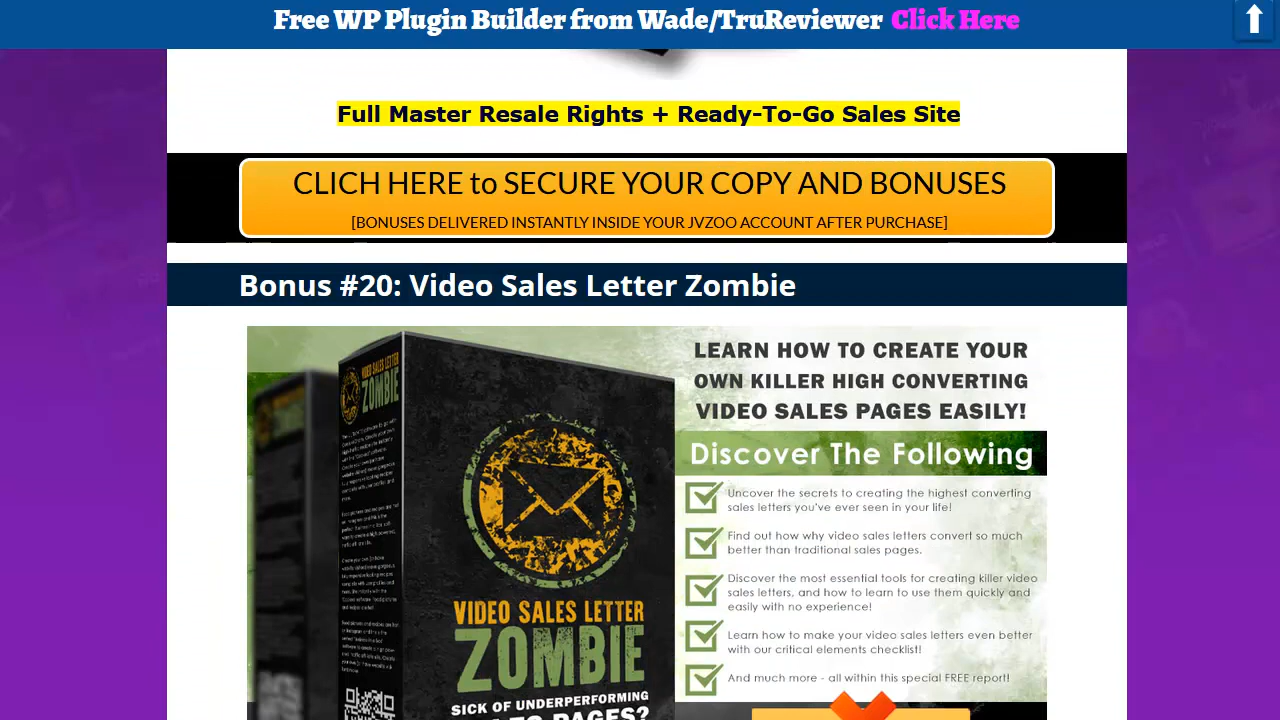 Free WP Plugin Builder from Wade/TruReviewer Click Here
Full Master Resale Rights + Ready-To-Go Sales Site
CLICH HERE to SECURE YOUR COPY AND BONUSES
[BONUSES DELIVERED INSTANTLY INSIDE YOUR JVZOO ACCOUNT AFTER PURCHASE]
Bonus #20: Video Sales Letter Zombie
VIDEO SALES LETTER
ZOMBIE
VIDEO SALES LETTER
ZOMBIE
SICK OF UNDERPERFORMING
PAGES?
LEARN HOW TO CREATE YOUR
OWN KILLER HIGH CONVERTING
VIDEO SALES PAGES EASILY!
Discover The Following
Uncover the secrets to creating the highest converting
sales letters you've ever seen in your life!
Find out how why video sales letters convert so much
better than traditional sales pages.
Discover the most essential tools for creating killer video
sales letters, and how to learn to use them quickly and
easily with no experience!
Learn how to make your video sales letters even better
with our critical elements checklist!
And much more - all within this special FREE report!